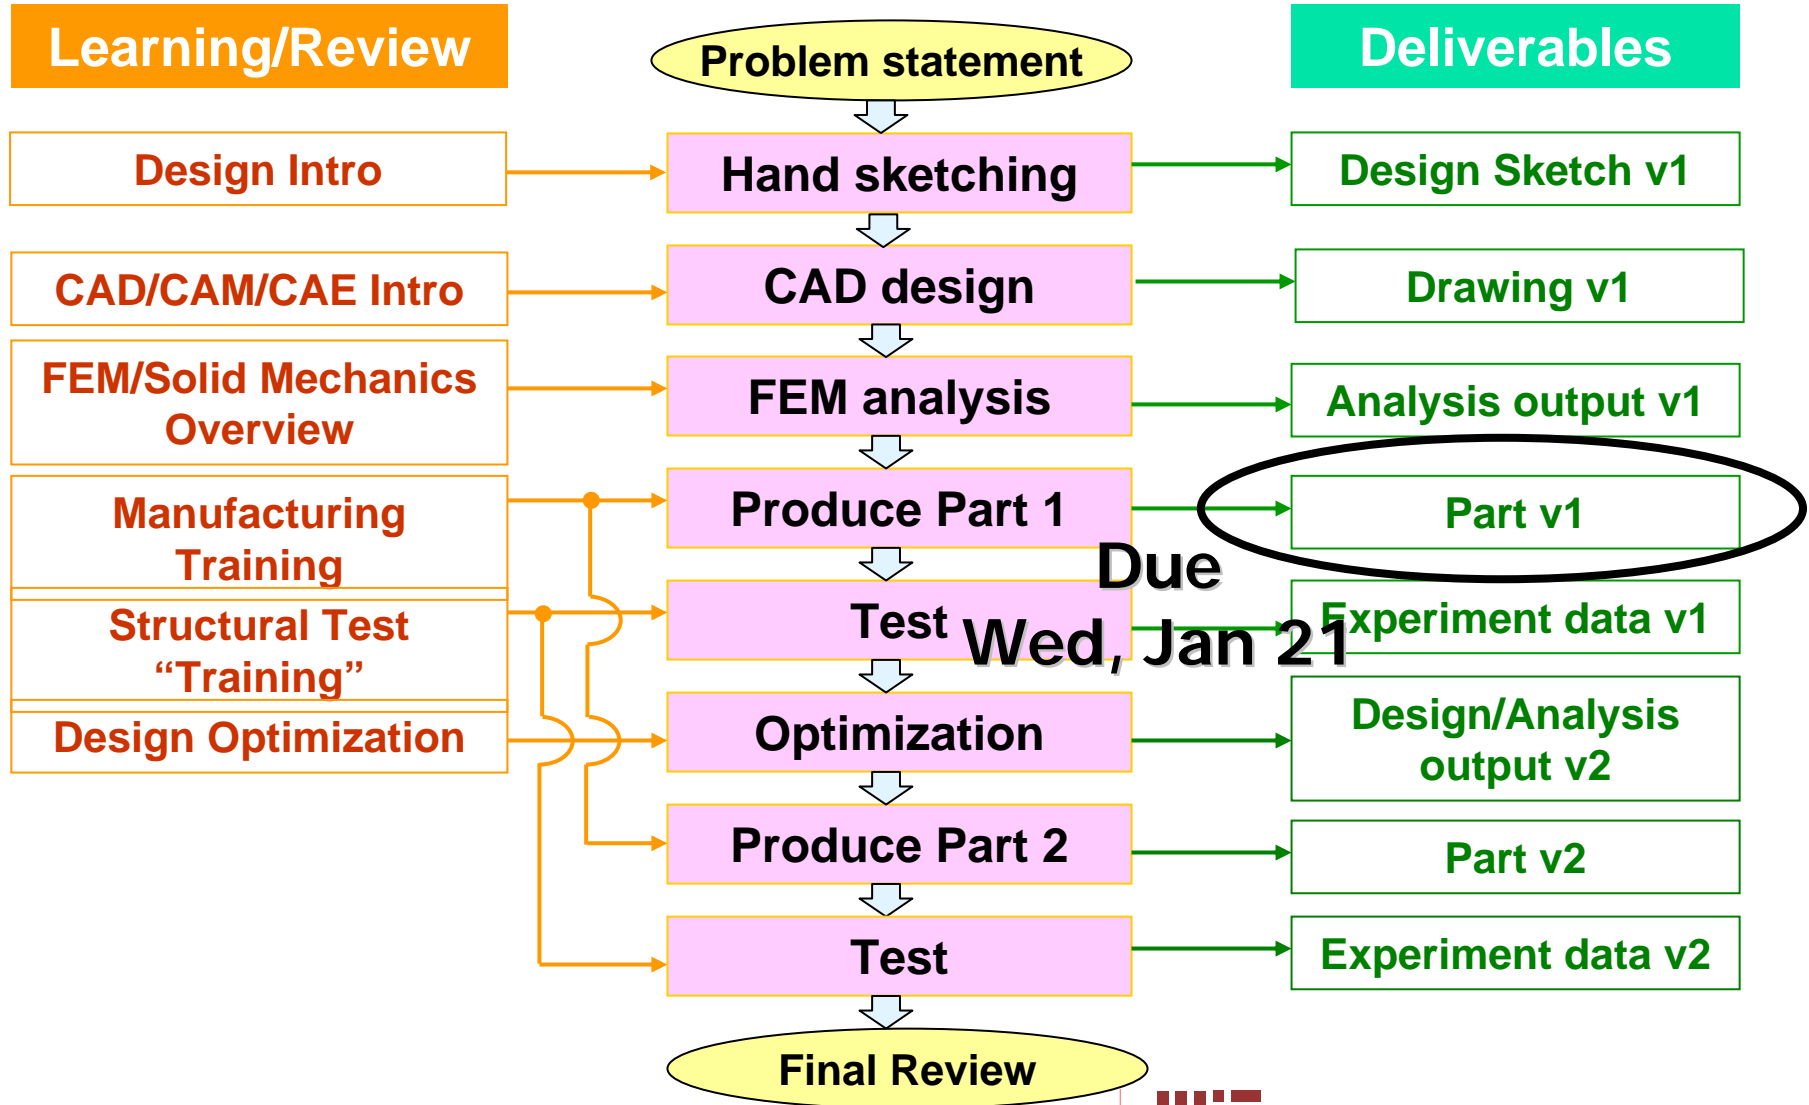 Learning/Review
Problem statement
Deliverables
Design Intro
Hand sketching
Design Sketch v1
CAD/CAM/CAE Intro
CAD design
Drawing v1
FEM/Solid Mechanics
Overview
FEM analysis
Analysis output v1
Manufacturing
Training
Produce Part 1
Part v1
Due
Wed, Jan 21
Structural Test
“Training”
Test
Experiment data v1
Design Optimization
Optimization
Design/Analysis
output v2
Produce Part 2
Part v2
Test
Experiment data v2
Final Review